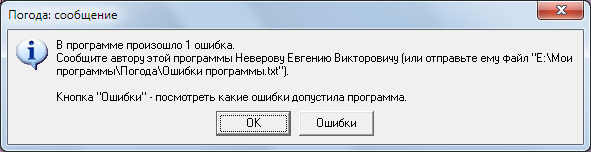 Погода: сообщение
В программе произошло 1 ошибка.
Сообщите автору этой программы Неверову Евгению Викторовичу (или отправьте ему файл "E:\Мои
программы\Погода\Ошибки программы.txt").
Кнопка "Ошибки" - посмотреть какие ошибки допустила программа.
OK
Ошибки